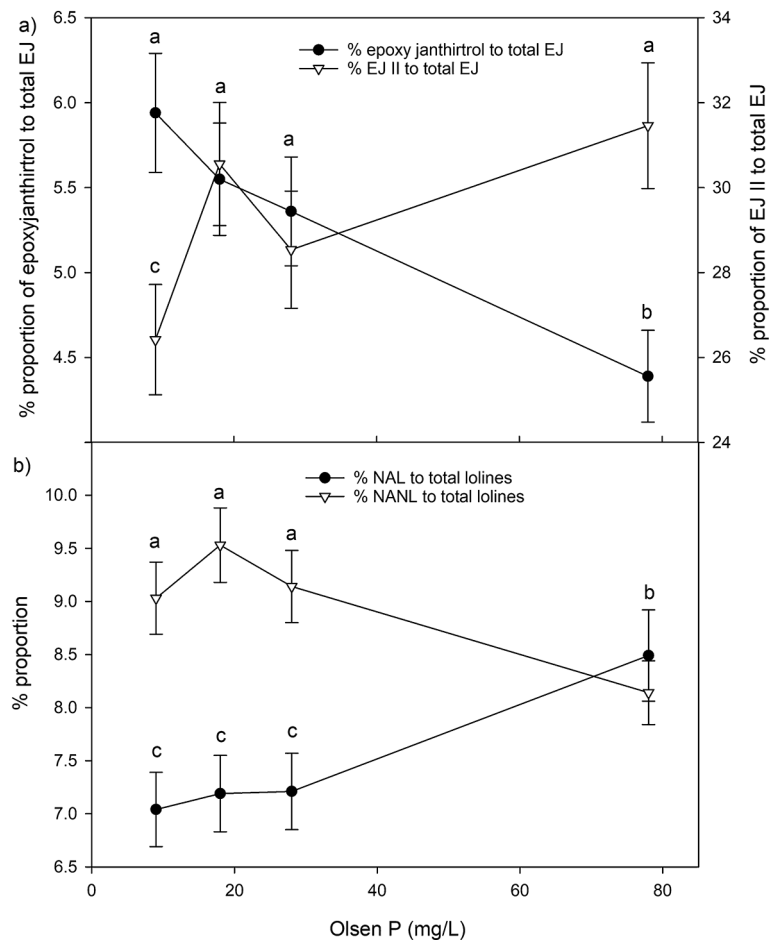 a)
% epoxy janthirtrol to total EJ
% EJ II to total EJ
% proportion of epoxyjanthirtrol to total EJ
6.5
6.0
5.5
5.0
4.5
a
a
a
a
c
b
34
32
30
28
26
24
% proportion of EJ II to total EJ
b)
% NAL to total lolines
% NANL to total lolines
% proportion
10.0
9.5
9.0
8.5
8.0
7.5
7.0
6.5
a
a
a
b
c
c
c
0
20
40
60
80
Olsen P (mg/L)